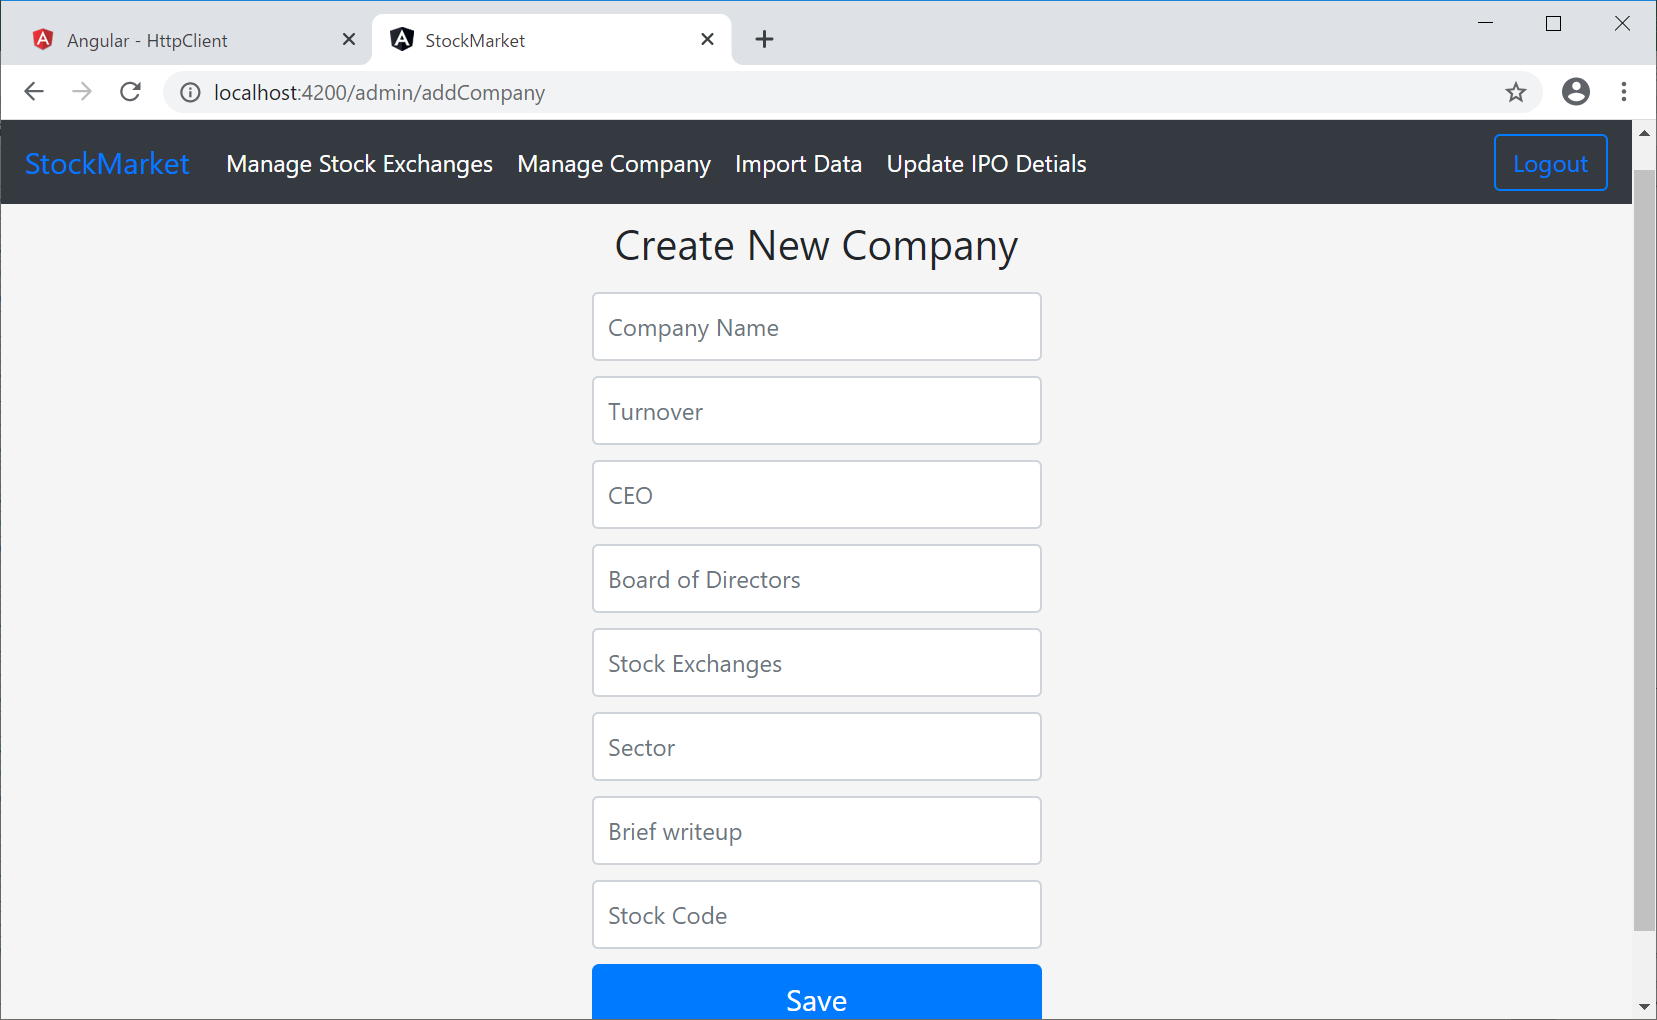 Angular - HttpClient
StockMarket
localhost:4200/admin/addCompany
StockMarket Manage Stock Exchanges Manage Company Import Data Update IPO Detials Logout
Create New Company
Company Name
Turnover
CEO
Board of Directors
Stock Exchanges
Sector
Brief writeup
Stock Code
Save